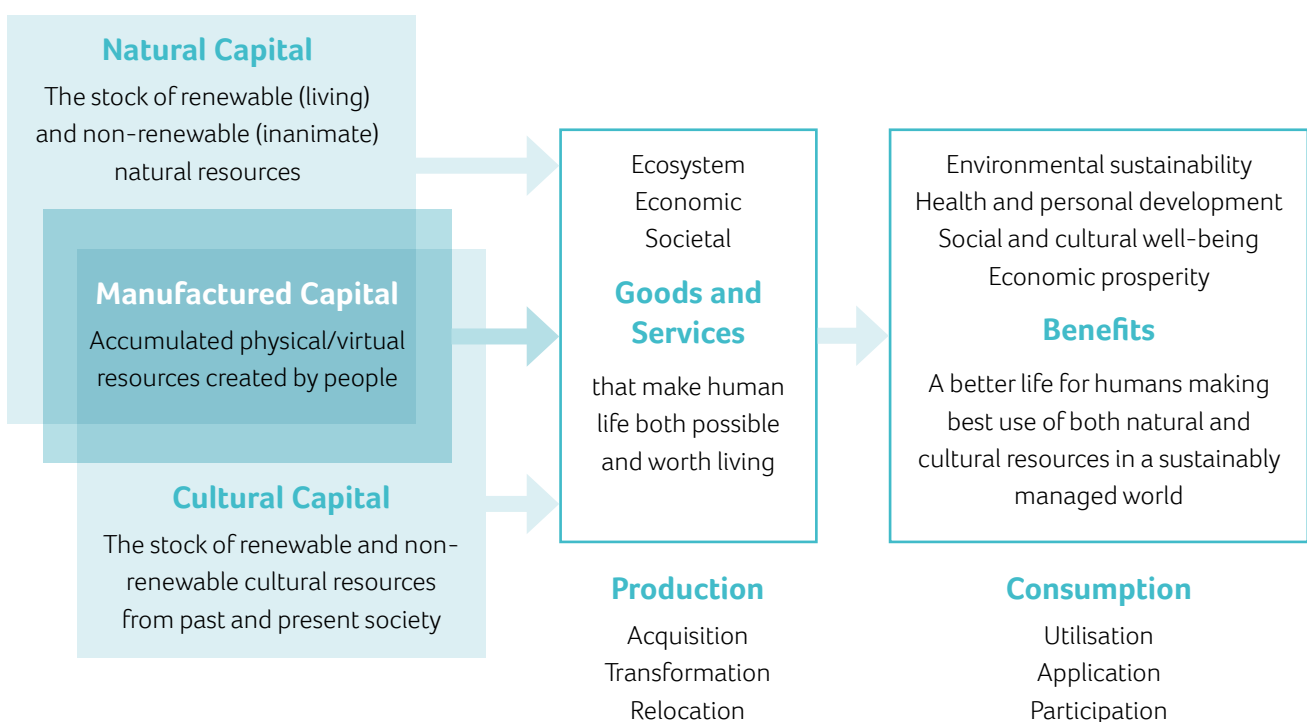 Natural Capital
The stock of renewable (living)
and non-renewable (inanimate)
natural resources
Manufactured Capital
Accumulated physical/virtual
resources created by people
Cultural Capital
The stock of renewable and non-
renewable cultural resources
from past and present society
Ecosystem
Economic
Societal
Goods and
Services
that make human
life both possible
and worth living
Production
Acquisition
Transformation
Relocation
Environmental sustainability
Health and personal development
Social and cultural well-being
Economic prosperity
Benefits
A better life for humans making
best use of both natural and
cultural resources in a sustainably
managed world
Consumption
Utilisation
Application
Participation